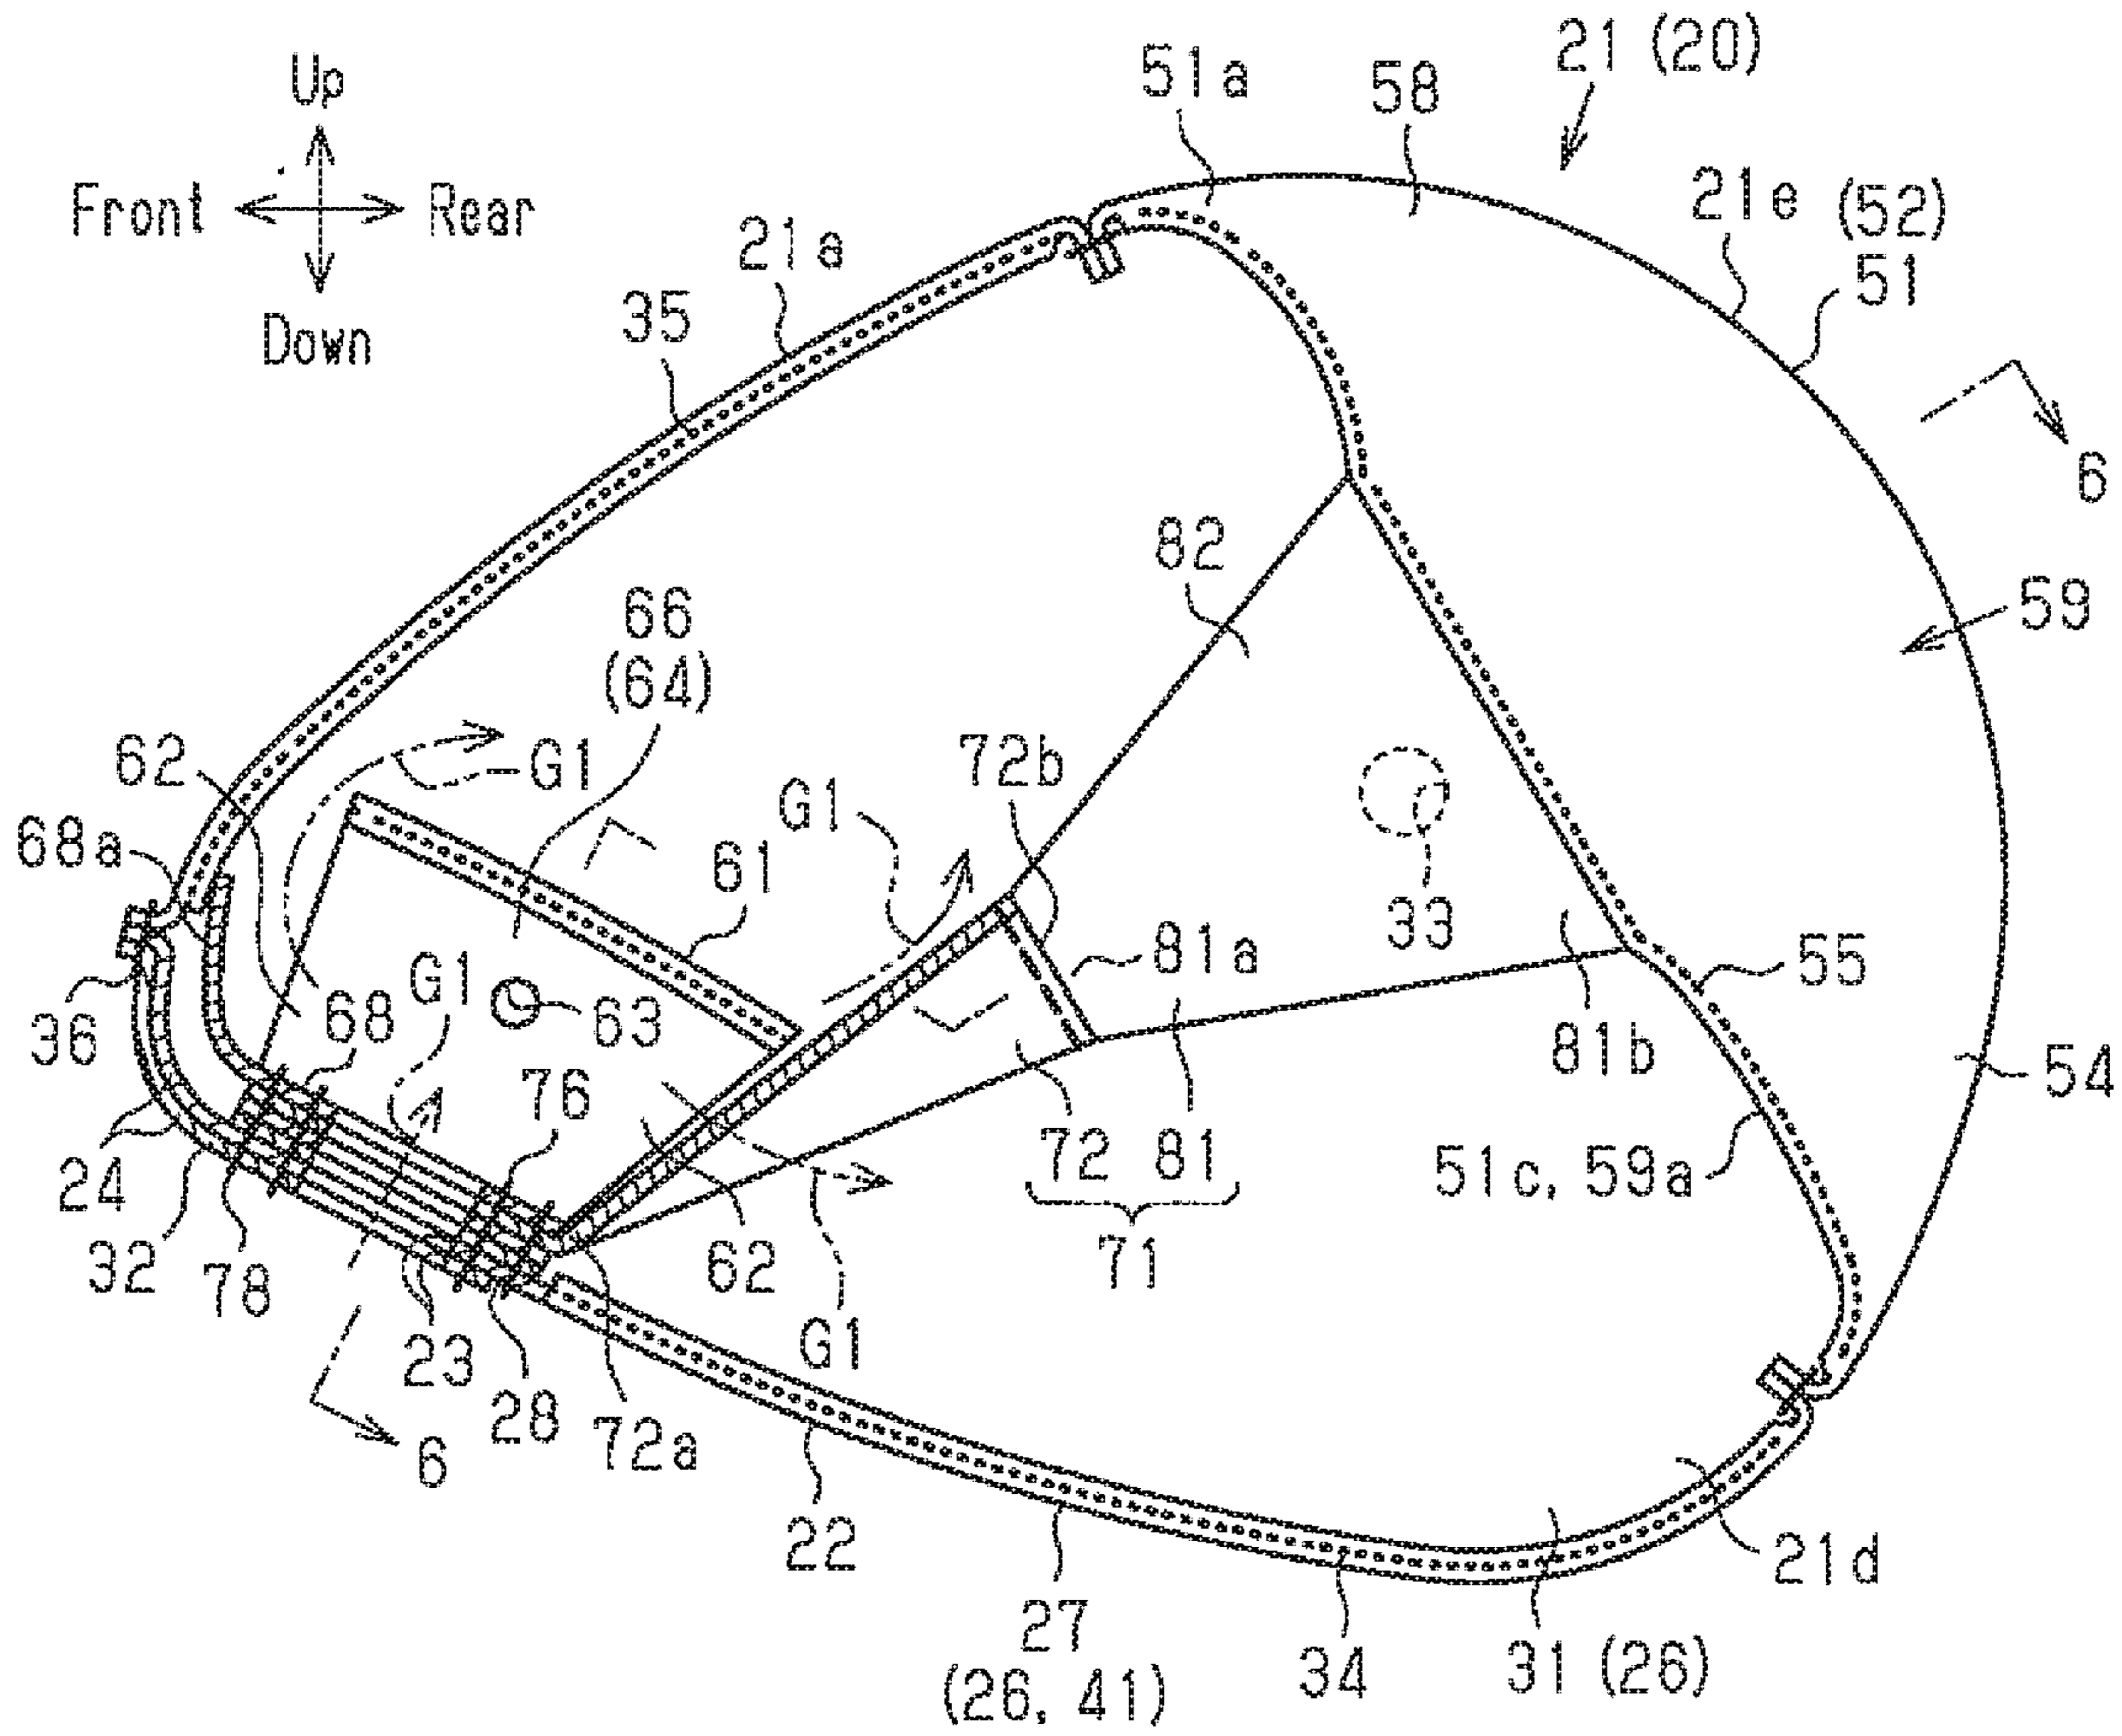 21 (20)
51a
58
Up
21e (52)
Front
Rear
21a
51
35
Down
6
82
66
(64)
59
62
G1
72b
G1
68a
61
33
81a
55
G1
63
36
68
81b
54
76
24
72
81
51c, 59a
32
78
62
71
23
G1
28
72a
6
22
21d
27
34
31 (26)
(26, 41)